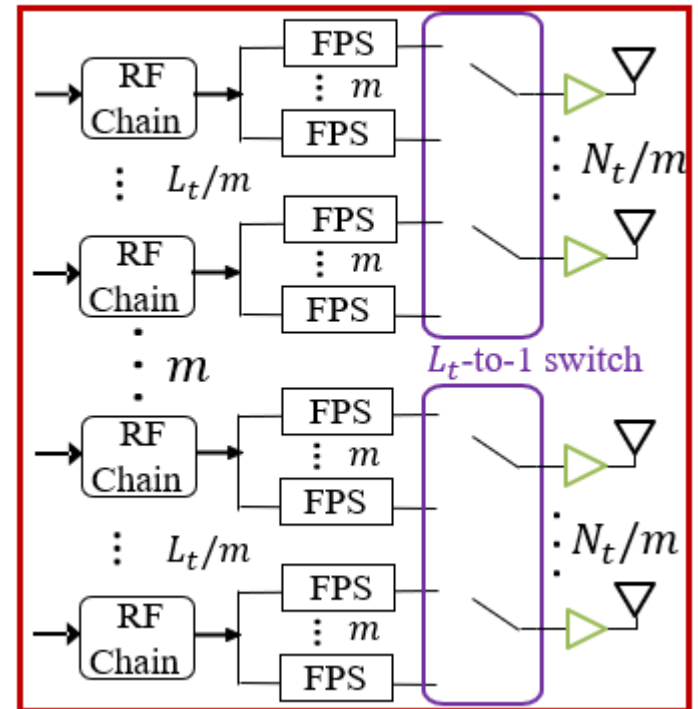 FPS
RF
Chain
⋮ m
FPS
⋮ L_t/m
⋮ N_t/m
FPS
RF
Chain
⋮ m
FPS
⋮ m
L_t-to-1 switch
FPS
RF
Chain
⋮ m
FPS
⋮ L_t/m
⋮ N_t/m
FPS
RF
Chain
⋮ m
FPS